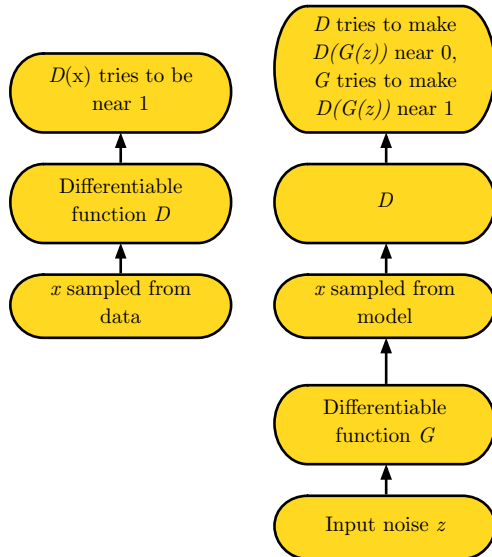 D(x) tries to be
near 1
Differentiable
function D
x sampled from
data
D tries to make
D(G(z)) near 0,
G tries to make
D(G(z)) near 1
D
x sampled from
model
Differentiable
function G
Input noise z